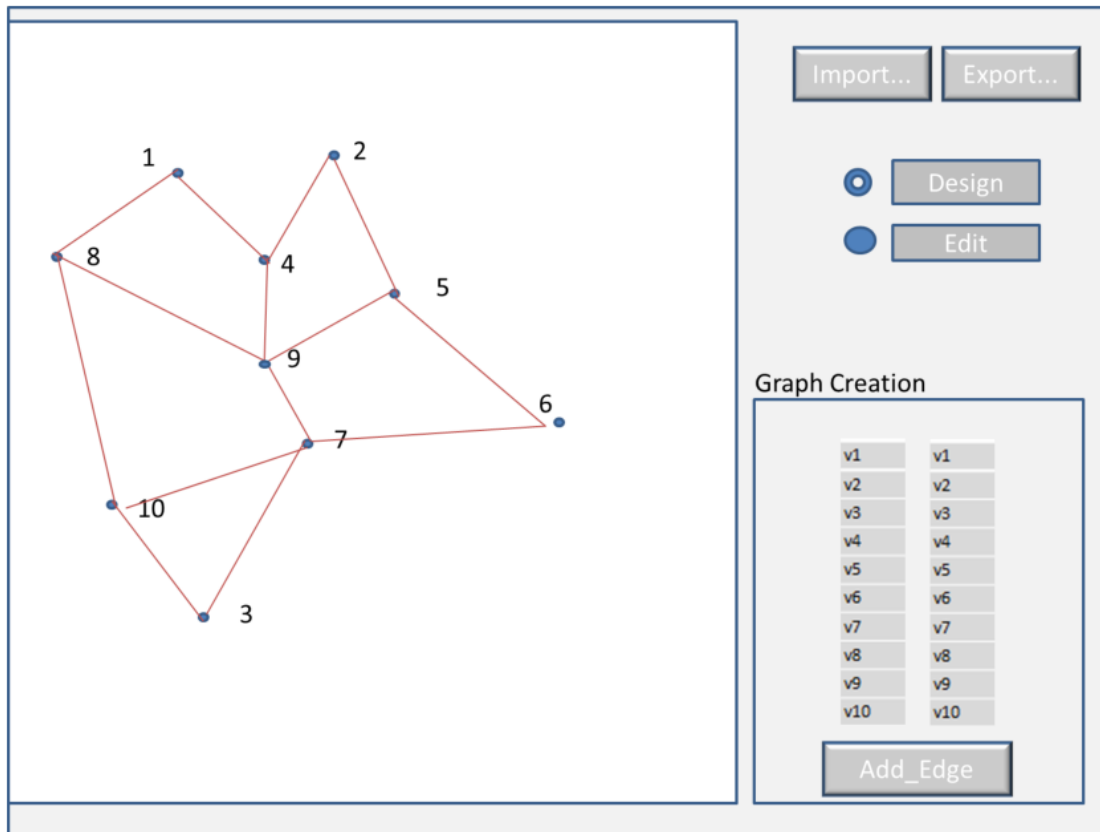 Import... Export...
1 2
Design
8 4
Edit
5
9
Graph Creation
6
7
v1 v1
v2 v2
10
v3 v3
v4 v4
v5 v5
v6 v6
3
v7 v7
v8 v8
v9 v9
v10 v10
Add_Edge